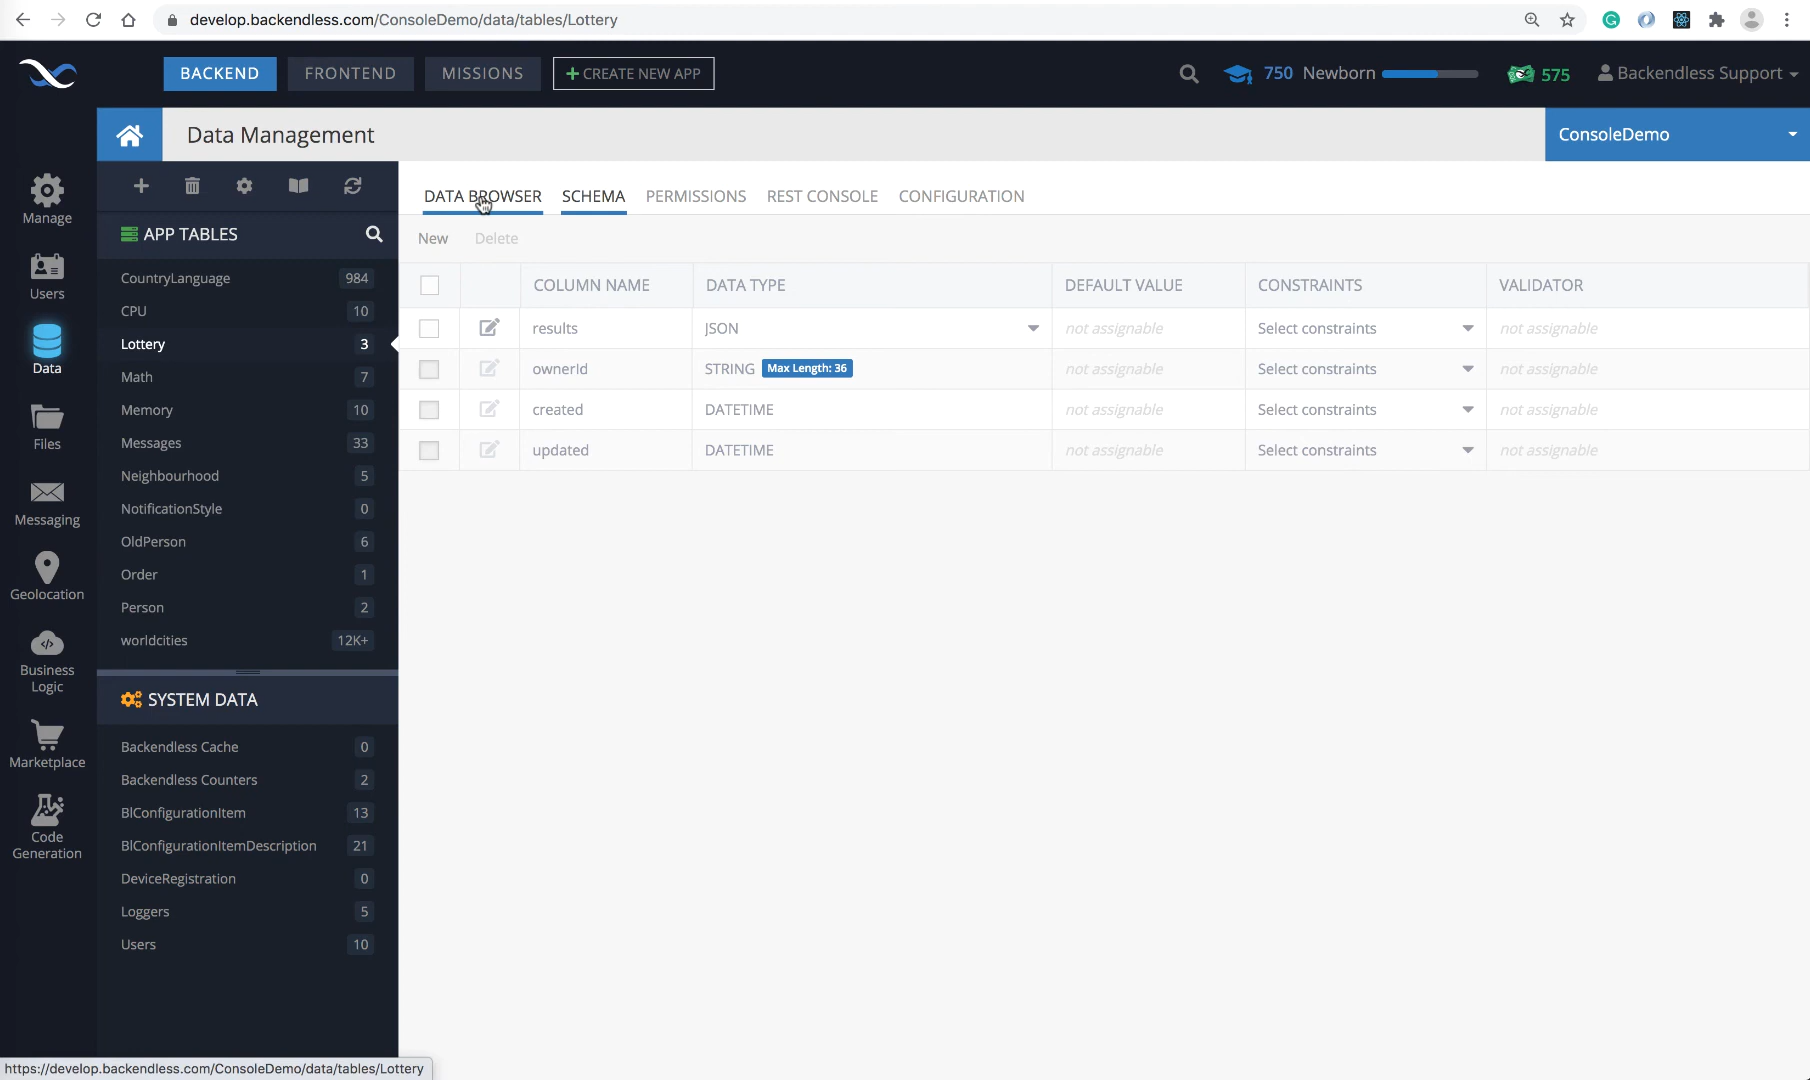 develop.backendless.com/ConsoleDemo/data/tables/Lottery
BACKEND FRONTEND MISSIONS + CREATE NEW APP 750 Newborn 575 Backendless Support
Data Management ConsoleDemo
DATA BROWSER SCHEMA PERMISSIONS REST CONSOLE CONFIGURATION
New Delete
COLUMN NAME DATA TYPE DEFAULT VALUE CONSTRAINTS VALIDATOR
results JSON not assignable Select constraints not assignable
ownerId STRING Max Length: 36 not assignable Select constraints not assignable
created DATETIME not assignable Select constraints not assignable
updated DATETIME not assignable Select constraints not assignable
Manage
Users
Data
Files
Messaging
Geolocation
Business
Logic
Marketplace
Code
Generation
APP TABLES
CountryLanguage 984
CPU 10
Lottery 3
Math 7
Memory 10
Messages 33
Neighbourhood 5
NotificationStyle 0
OldPerson 6
Order 1
Person 2
worldcities 12K+
SYSTEM DATA
Backendless Cache 0
Backendless Counters 2
BlConfigurationItem 13
BlConfigurationItemDescription 21
DeviceRegistration 0
Loggers 5
Users 10
https://develop.backendless.com/ConsoleDemo/data/tables/Lottery